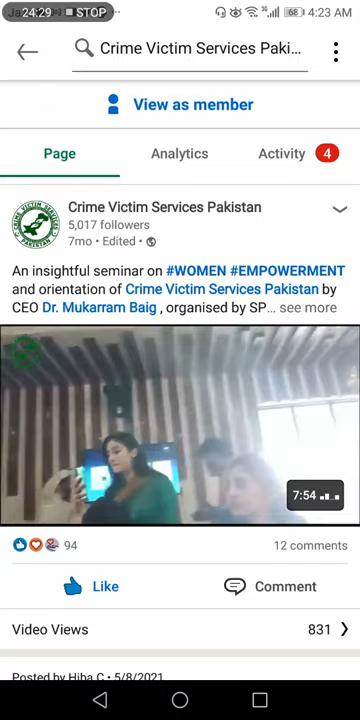 24:29 STOP
68 4:23 AM
Crime Victim Services Paki...
View as member
Page
Analytics
Activity
4
Crime Victim Services Pakistan
5,017 followers
7mo • Edited •
An insightful seminar on #WOMEN #EMPOWERMENT
and orientation of Crime Victim Services Pakistan by
CEO Dr. Mukarram Baig , organised by SP... see more
7:54
94
12 comments
Like
Comment
Video Views
831
Posted by Hiba C • 5/8/2021